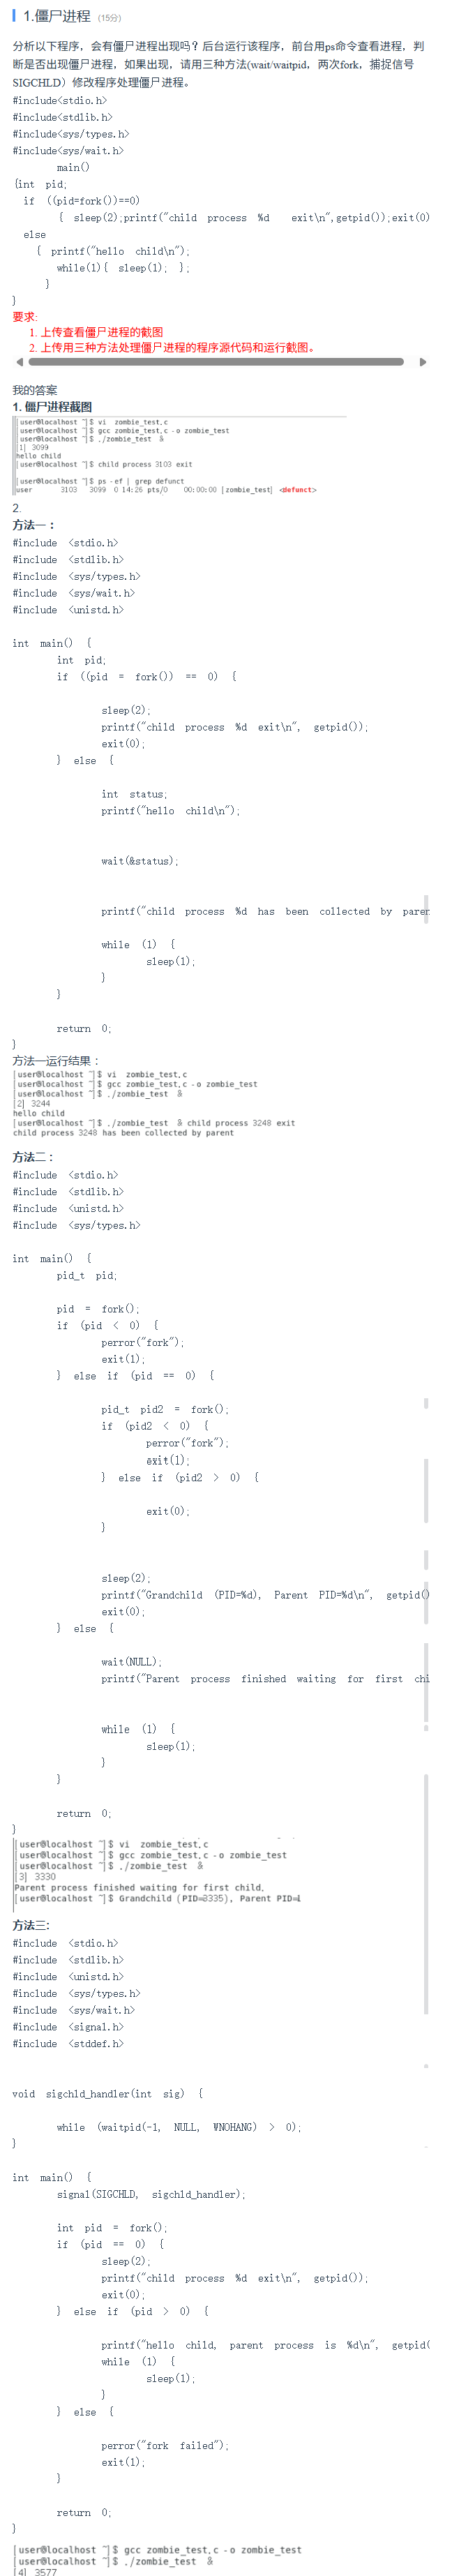 1.僵尸进程 (15分)
分析以下程序，会有僵尸进程出现吗？后台运行该程序，前台用ps命令查看进程，判
断是否出现僵尸进程，如果出现，请用三种方法(wait/waitpid，两次fork，捕捉信号
SIGCHLD）修改程序处理僵尸进程。
#include<stdio.h>
#include<stdlib.h>
#include<sys/types.h>
#include<sys/wait.h>
main()
{int pid;
if ((pid=fork())==0)
{ sleep(2);printf("child process %d exit\n",getpid());exit(0)
else
{ printf("hello child\n");
while(1){ sleep(1); };
}
}
要求:
1. 上传查看僵尸进程的截图
2. 上传用三种方法处理僵尸进程的程序源代码和运行截图。
我的答案
1. 僵尸进程截图
[user@localhost ~]$ vi zombie_test.c
[user@localhost ~]$ gcc zombie_test.c -o zombie_test
[user@localhost ~]$ ./zombie_test &
[1] 3099
hello child
[user@localhost ~]$ child process 3103 exit
[user@localhost ~]$ ps -ef | grep defunct
user 3103 3099 0 14:26 pts/0 00:00:00 [zombie_test] <defunct>
2.
方法一：
#include <stdio.h>
#include <stdlib.h>
#include <sys/types.h>
#include <sys/wait.h>
#include <unistd.h>
int main() {
int pid;
if ((pid = fork()) == 0) {
sleep(2);
printf("child process %d exit\n", getpid());
exit(0);
} else {
int status;
printf("hello child\n");
wait(&status);
printf("child process %d has been collected by paren
while (1) {
sleep(1);
}
}
return 0;
}
方法一运行结果：
[user@localhost ~]$ vi zombie_test.c
[user@localhost ~]$ gcc zombie_test.c -o zombie_test
[user@localhost ~]$ ./zombie_test &
[2] 3244
hello child
[user@localhost ~]$ ./zombie_test & child process 3248 exit
child process 3248 has been collected by parent
方法二：
#include <stdio.h>
#include <stdlib.h>
#include <unistd.h>
#include <sys/types.h>
int main() {
pid_t pid;
pid = fork();
if (pid < 0) {
perror("fork");
exit(1);
} else if (pid == 0) {
pid_t pid2 = fork();
if (pid2 < 0) {
perror("fork");
exit(1);
} else if (pid2 > 0) {
exit(0);
}
sleep(2);
printf("Grandchild (PID=%d), Parent PID=%d\n", getpid()
exit(0);
} else {
wait(NULL);
printf("Parent process finished waiting for first chi
while (1) {
sleep(1);
}
}
return 0;
}
[user@localhost ~]$ vi zombie_test.c
[user@localhost ~]$ gcc zombie_test.c -o zombie_test
[user@localhost ~]$ ./zombie_test &
[3] 3330
Parent process finished waiting for first child.
[user@localhost ~]$ Grandchild (PID=3335), Parent PID=1
方法三:
#include <stdio.h>
#include <stdlib.h>
#include <unistd.h>
#include <sys/types.h>
#include <sys/wait.h>
#include <signal.h>
#include <stddef.h>
void sigchld_handler(int sig) {
while (waitpid(-1, NULL, WNOHANG) > 0);
}
int main() {
signal(SIGCHLD, sigchld_handler);
int pid = fork();
if (pid == 0) {
sleep(2);
printf("child process %d exit\n", getpid());
exit(0);
} else if (pid > 0) {
printf("hello child, parent process is %d\n", getpid(
while (1) {
sleep(1);
}
} else {
perror("fork failed");
exit(1);
}
return 0;
}
[user@localhost ~]$ gcc zombie_test.c -o zombie_test
[user@localhost ~]$ ./zombie_test &
[4] 3577